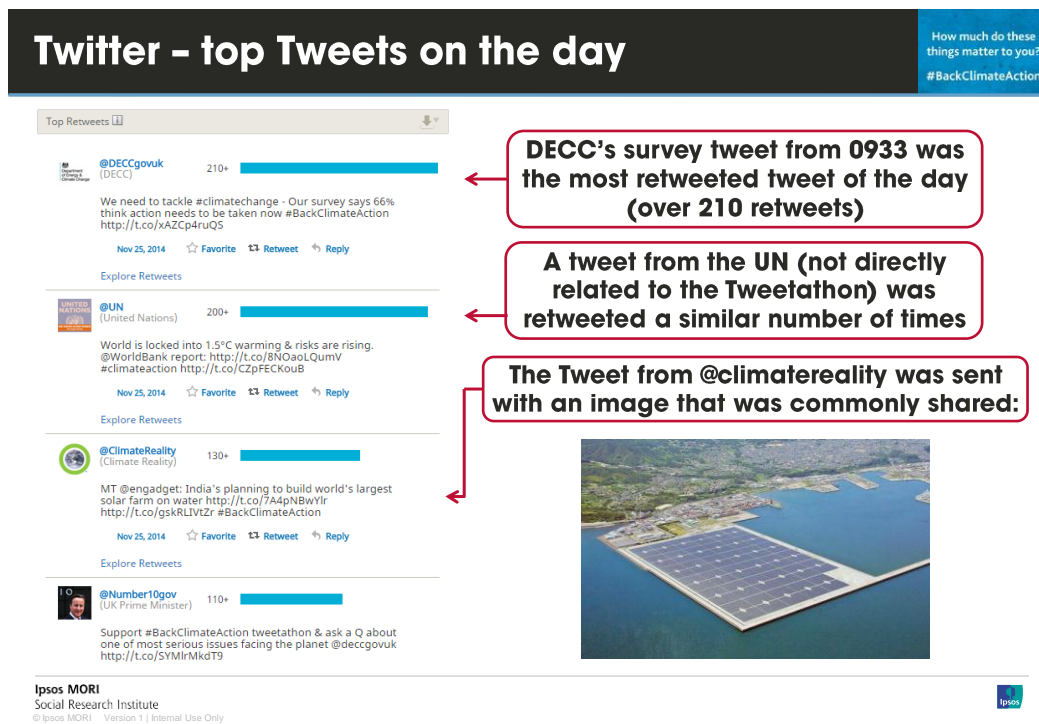 Twitter – top Tweets on the day
How much do these
things matter to you?
#BackClimateAction
Top Retweets
@DECCgovuk
(DECC)
210+
We need to tackle #climatechange - Our survey says 66%
think action needs to be taken now #BackClimateAction
http://t.co/xAZCp4ruQS
Nov 25, 2014 Favorite Retweet Reply
Explore Retweets
UNITED
NATIONS
@UN
(United Nations)
200+
World is locked into 1.5°C warming & risks are rising.
@WorldBank report: http://t.co/8NOaoLQumV
#climateaction http://t.co/CZpFECKouB
Nov 25, 2014 Favorite Retweet Reply
Explore Retweets
@ClimateReality
(Climate Reality)
130+
MT @engadget: India's planning to build world's largest
solar farm on water http://t.co/7A4pNBwYlr
http://t.co/gskRLIVtZr #BackClimateAction
Nov 25, 2014 Favorite Retweet Reply
Explore Retweets
10
@Number10gov
(UK Prime Minister)
110+
Support #BackClimateAction tweetathon & ask a Q about
one of most serious issues facing the planet @deccgovuk
http://t.co/SYMlrMkdT9
DECC's survey tweet from 0933 was
the most retweeted tweet of the day
(over 210 retweets)
A tweet from the UN (not directly
related to the Tweetathon) was
retweeted a similar number of times
The Tweet from @climatereality was sent
with an image that was commonly shared:
Ipsos MORI
Social Research Institute
© Ipsos MORI Version 1 | Internal Use Only
Ipsos